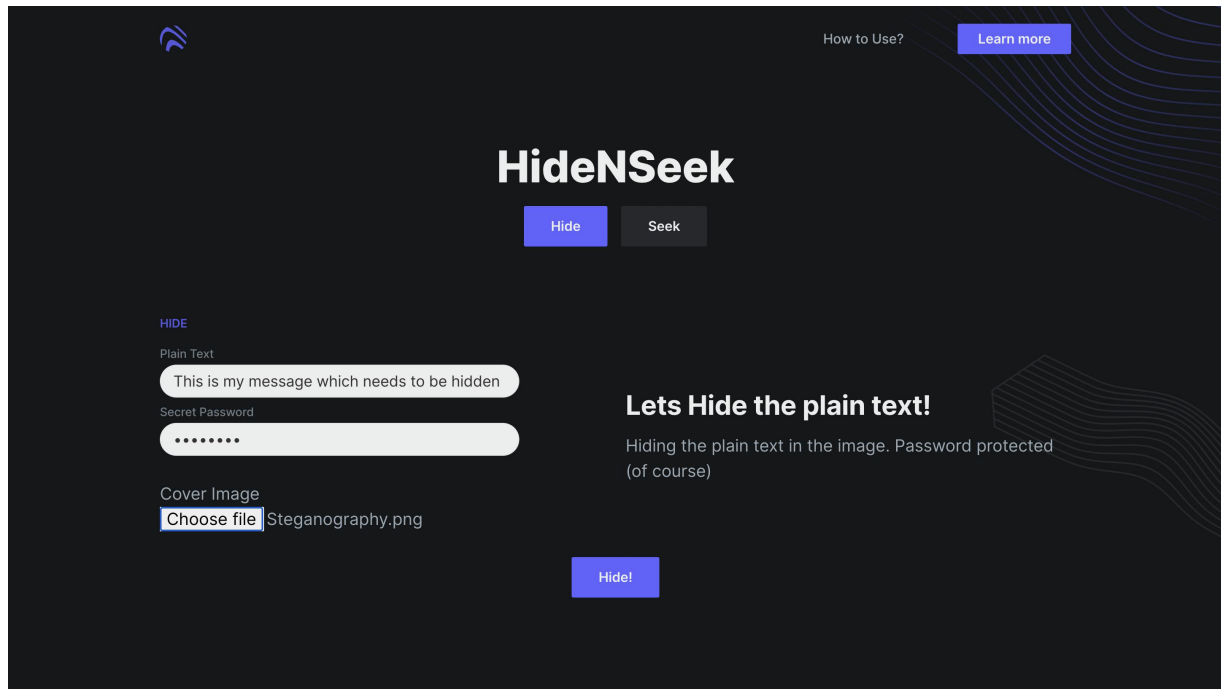 How to Use?
Learn more
HideNSeek
Hide
Seek
HIDE
Plain Text
This is my message which needs to be hidden
Secret Password
••••••••
Lets Hide the plain text!
Hiding the plain text in the image. Password protected
(of course)
Cover Image
Choose file Steganography.png
Hide!